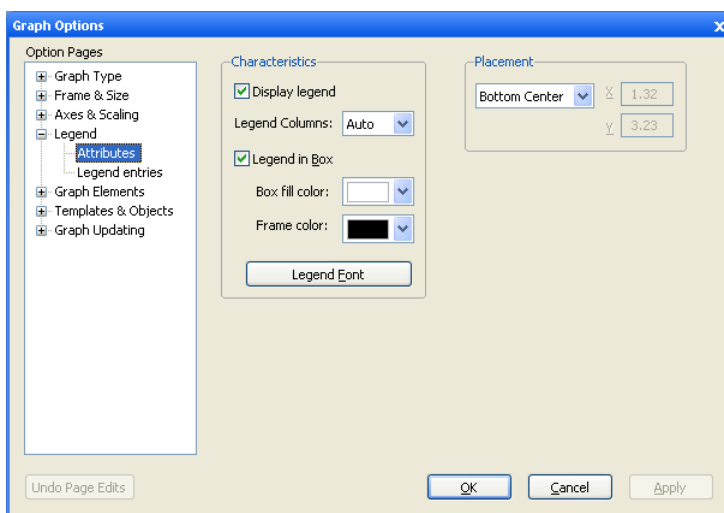 Graph Options
Option Pages
Graph Type
Frame & Size
Axes & Scaling
Legend
Attributes
Legend entries
Graph Elements
Templates & Objects
Graph Updating
Characteristics
Display legend
Legend Columns: Auto
Legend in Box
Box fill color:
Frame color:
Legend Font
Placement
Bottom Center X 1.32
Y 3.23
Undo Page Edits
OK Cancel Apply